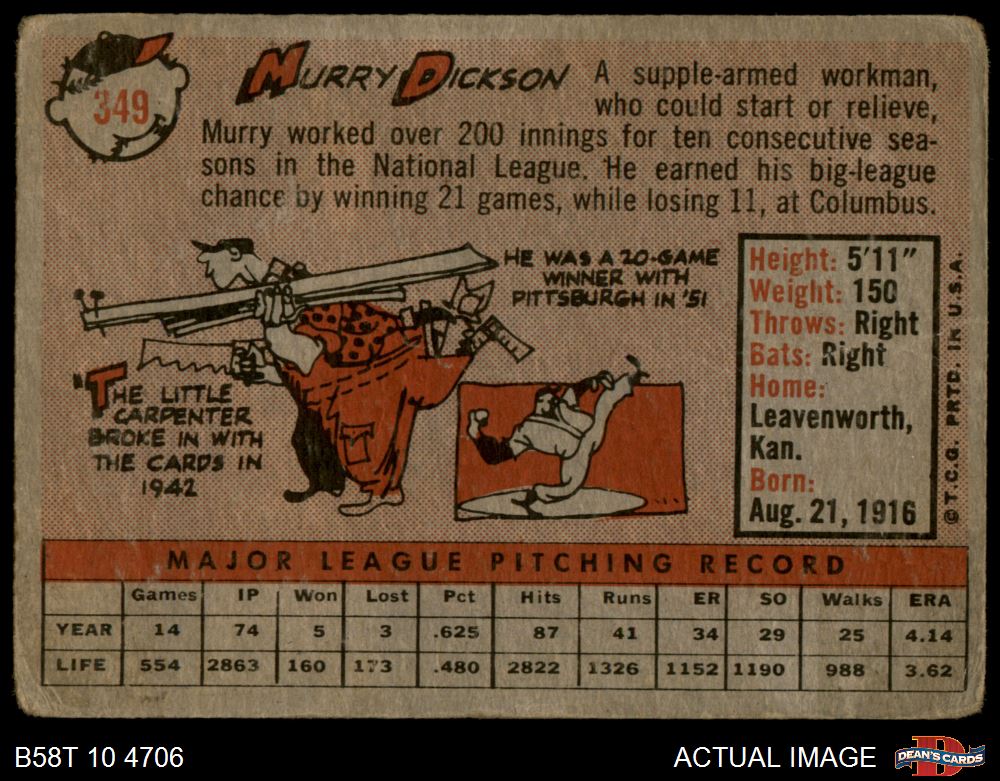 349
MURRY DICKSON
A supple-armed workman,
who could start or relieve,
Murry worked over 200 innings for ten consecutive sea-
sons in the National League. He earned his big-league
chance by winning 21 games, while losing 11, at Columbus.
HE WAS A 20-GAME
WINNER WITH
PITTSBURGH IN '51
"THE LITTLE
CARPENTER
BROKE IN WITH
THE CARDS IN
1942
Height: 5'11"
Weight: 150
Throws: Right
Bats: Right
Home:
Leavenworth,
Kan.
Born:
Aug. 21, 1916
© T.C.G. PRTD. IN U.S.A.
MAJOR LEAGUE PITCHING RECORD
Games IP Won Lost Pct Hits Runs ER SO Walks ERA
YEAR 14 74 5 3 .625 87 41 34 29 25 4.14
LIFE 554 2863 160 173 .480 2822 1326 1152 1190 988 3.62
B58T 10 4706
ACTUAL IMAGE
D
DEAN'S CARDS